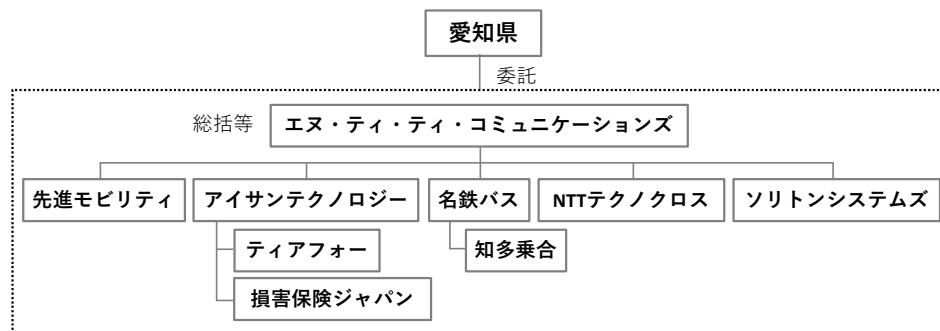 愛知県
委託
総括等
エヌ・ティ・ティ・コミュニケーションズ
先進モビリティ
アイサンテクノロジー
名鉄バス
NTTテクノクロス
ソリトンシステムズ
ティアフォー
知多乗合
損害保険ジャパン